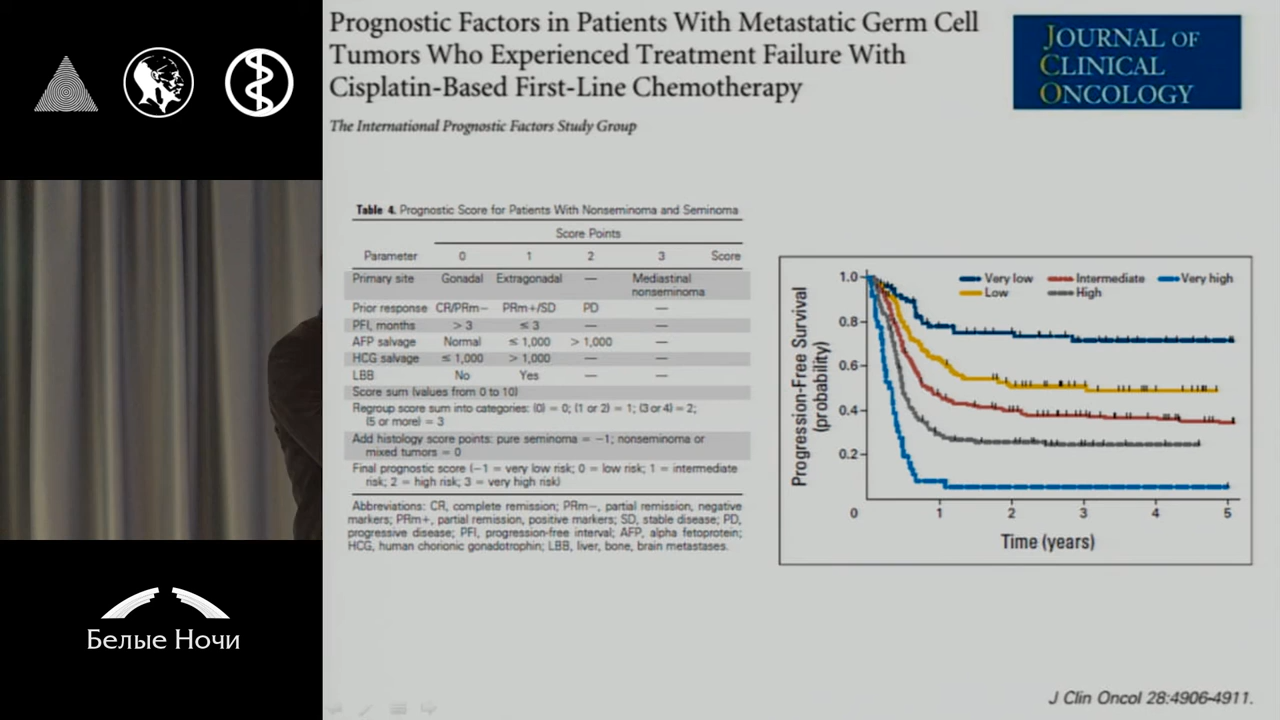 Prognostic Factors in Patients With Metastatic Germ Cell
Tumors Who Experienced Treatment Failure With
Cisplatin-Based First-Line Chemotherapy
The International Prognostic Factors Study Group
JOURNAL OF
CLINICAL
ONCOLOGY
Table 4. Prognostic Score for Patients With Nonseminoma and Seminoma
Score Points
Parameter 0 1 2 3 Score
Primary site Gonadal Extragonadal — Mediastinal
nonseminoma
Prior response CR/PRm− PRm+/SD PD —
PFI, months > 3 ≤ 3 — —
AFP salvage Normal ≤ 1,000 > 1,000 —
HCG salvage ≤ 1,000 > 1,000 — —
LBB No Yes — —
Score sum (values from 0 to 10)
Regroup score sum into categories: (0) = 0; (1 or 2) = 1; (3 or 4) = 2;
(5 or more) = 3
Add histology score points: pure seminoma = −1; nonseminoma or
mixed tumors = 0
Final prognostic score (−1 = very low risk; 0 = low risk; 1 = intermediate
risk; 2 = high risk; 3 = very high risk)
Abbreviations: CR, complete remission; PRm−, partial remission, negative
markers; PRm+, partial remission, positive markers; SD, stable disease; PD,
progressive disease; PFI, progression-free interval; AFP, alpha fetoprotein;
HCG, human chorionic gonadotrophin; LBB, liver, bone, brain metastases.
Very low Intermediate Very high
Low High
Progression-Free Survival
(probability)
1.0
0.8
0.6
0.4
0.2
0 1 2 3 4 5
Time (years)
Белые Ночи
J Clin Oncol 28:4906-4911.